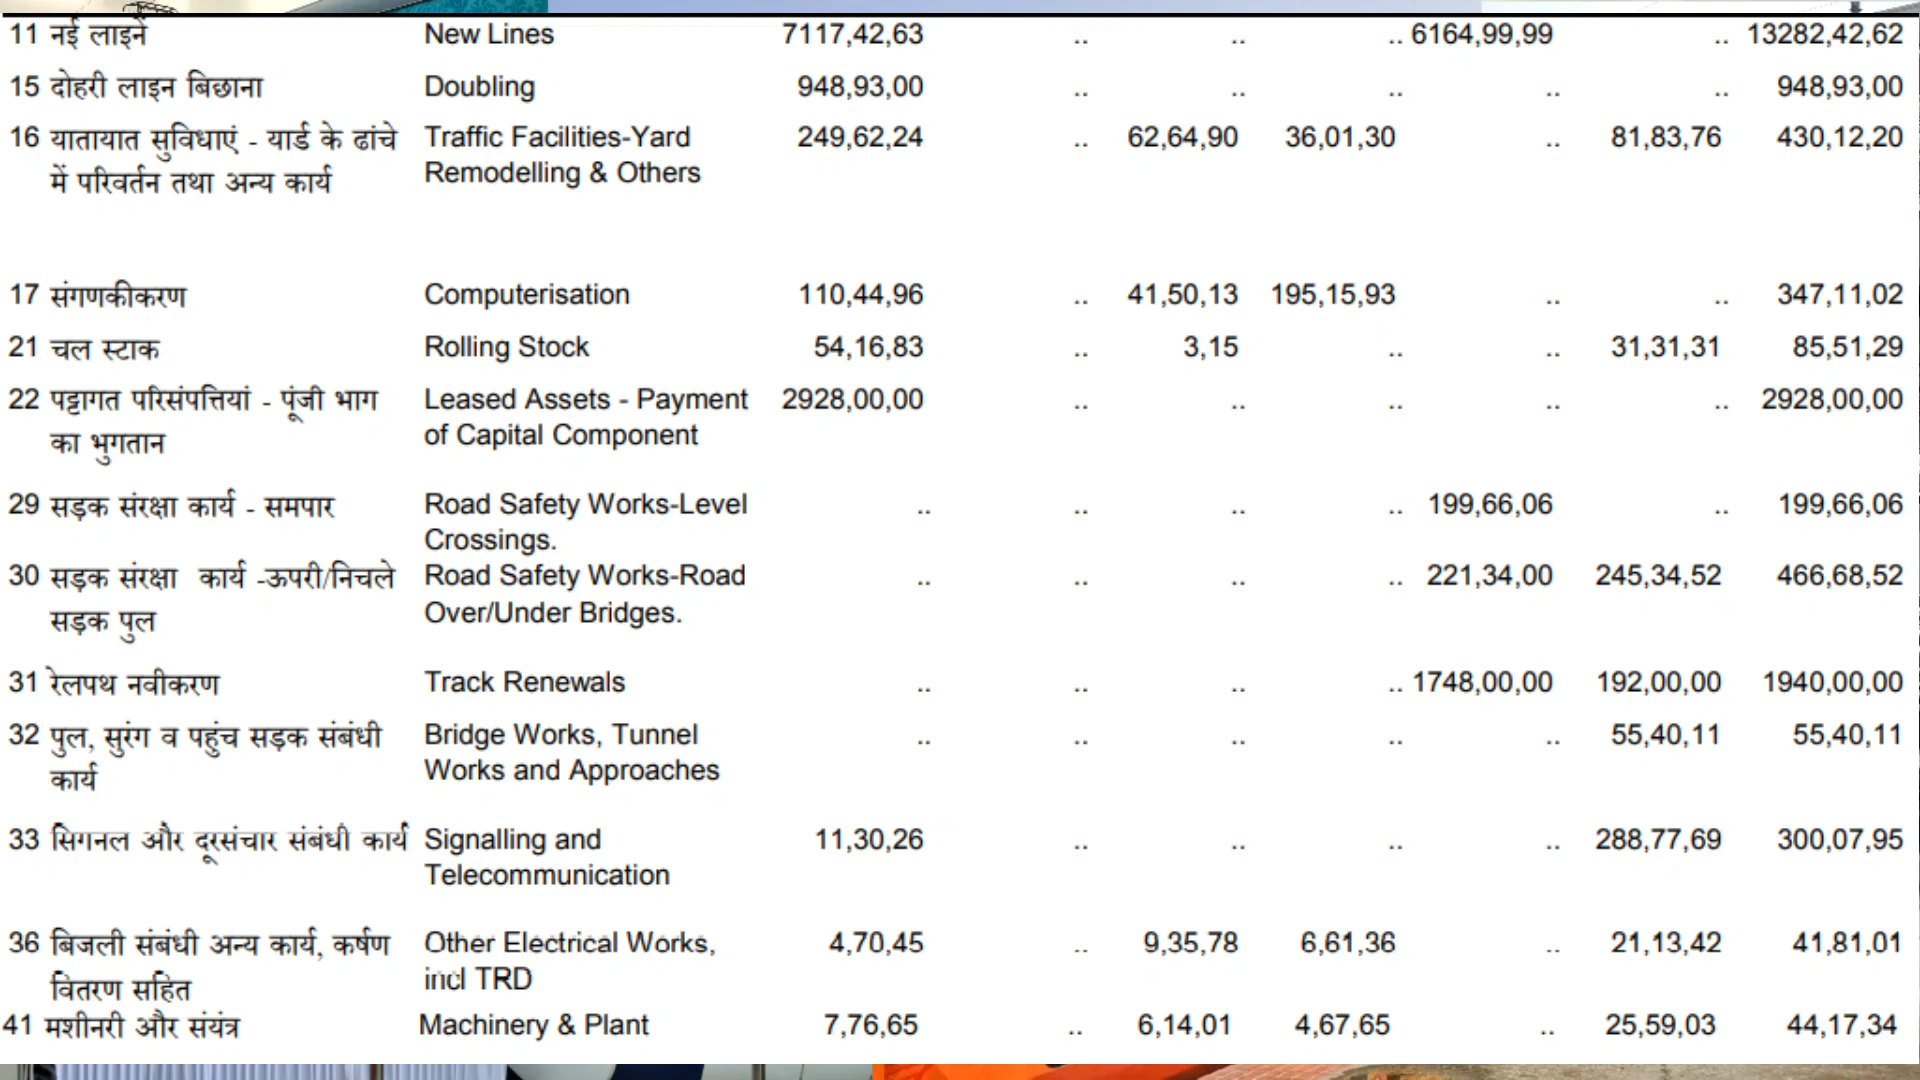 11 नई लाइनें New Lines 7117,42,63 .. .. .. 6164,99,99 .. 13282,42,62
15 दोहरी लाइन बिछाना Doubling 948,93,00 .. .. .. .. .. 948,93,00
16 यातायात सुविधाएं - यार्ड के ढांचे Traffic Facilities-Yard 249,62,24 .. 62,64,90 36,01,30 .. 81,83,76 430,12,20
में परिवर्तन तथा अन्य कार्य Remodelling & Others
17 संगणकीकरण Computerisation 110,44,96 .. 41,50,13 195,15,93 .. .. 347,11,02
21 चल स्टाक Rolling Stock 54,16,83 .. 3,15 .. .. 31,31,31 85,51,29
22 पट्टागत परिसंपत्तियां - पूंजी भाग Leased Assets - Payment 2928,00,00 .. .. .. .. .. 2928,00,00
का भुगतान of Capital Component
29 सड़क संरक्षा कार्य - समपार Road Safety Works-Level .. .. .. .. 199,66,06 .. 199,66,06
Crossings.
30 सड़क संरक्षा कार्य -ऊपरी/निचले Road Safety Works-Road .. .. .. .. 221,34,00 245,34,52 466,68,52
सड़क पुल Over/Under Bridges.
31 रेलपथ नवीकरण Track Renewals .. .. .. .. 1748,00,00 192,00,00 1940,00,00
32 पुल, सुरंग व पहुंच सड़क संबंधी Bridge Works, Tunnel .. .. .. .. .. 55,40,11 55,40,11
कार्य Works and Approaches
33 सिगनल और दूरसंचार संबंधी कार्य Signalling and 11,30,26 .. .. .. .. 288,77,69 300,07,95
Telecommunication
36 बिजली संबंधी अन्य कार्य, कर्षण Other Electrical Works, 4,70,45 .. 9,35,78 6,61,36 .. 21,13,42 41,81,01
वितरण सहित incl TRD
41 मशीनरी और संयंत्र Machinery & Plant 7,76,65 .. 6,14,01 4,67,65 .. 25,59,03 44,17,34